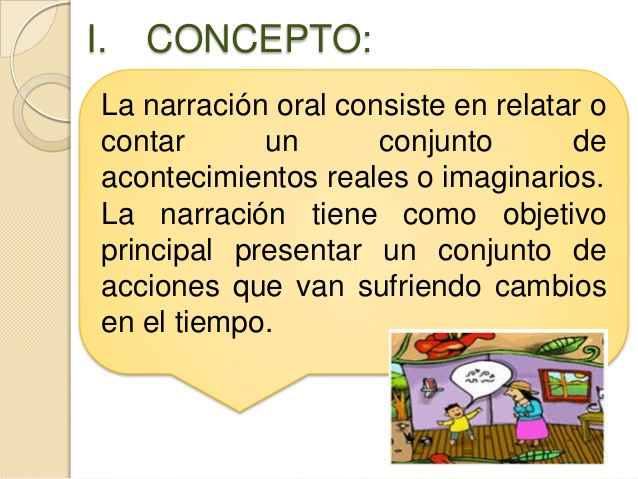 I. CONCEPTO:
La narración oral consiste en relatar o
contar un conjunto de
acontecimientos reales o imaginarios.
La narración tiene como objetivo
principal presentar un conjunto de
acciones que van sufriendo cambios
en el tiempo.